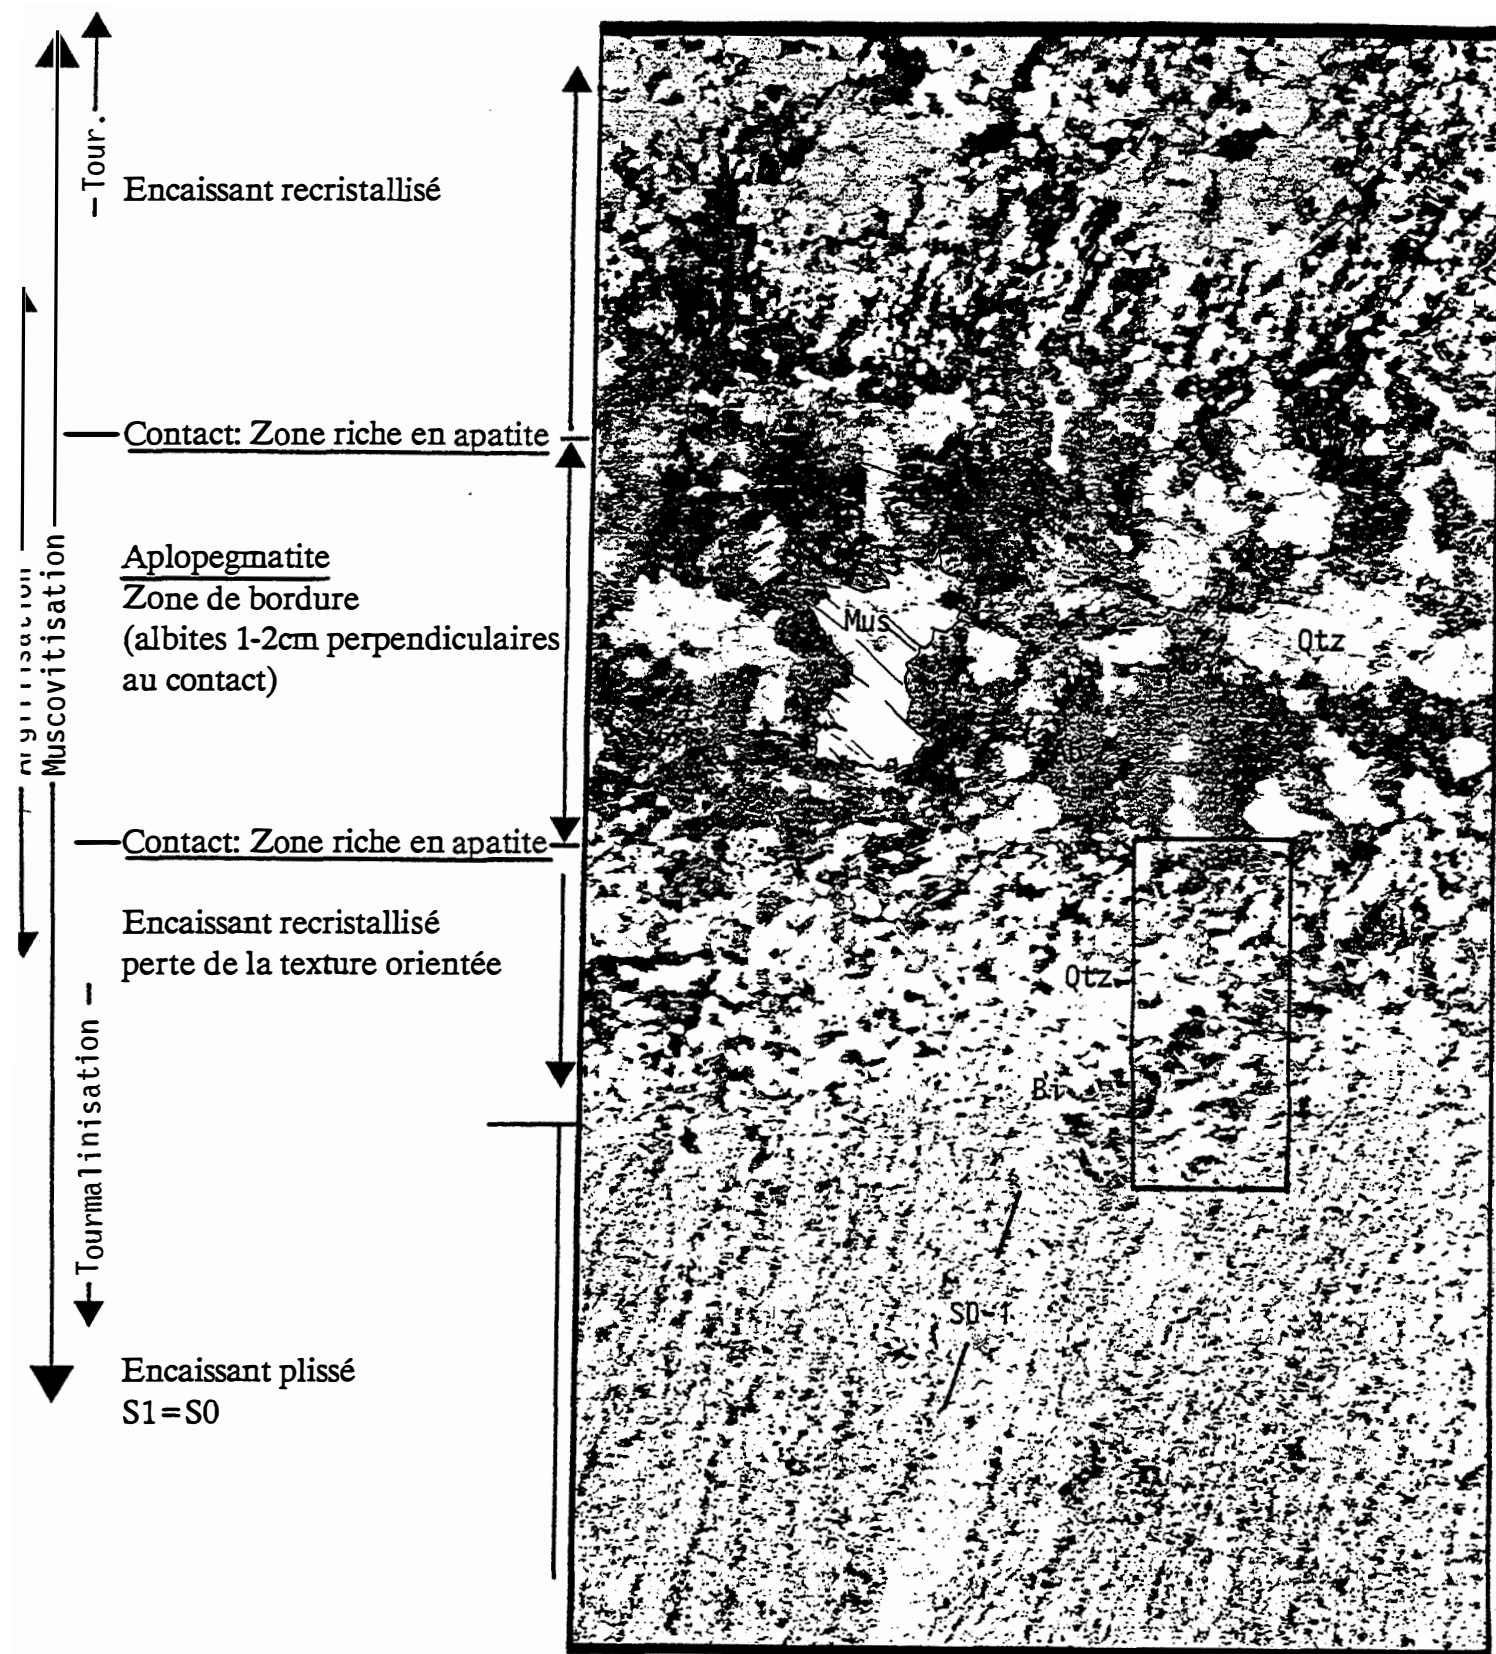 – Tour.
Encaissant recristallisé
Contact: Zone riche en apatite
Muscovitisation
Aplopegmatite
Zone de bordure
(albites 1-2cm perpendiculaires
au contact)
Mus
Qtz
Contact: Zone riche en apatite
Encaissant recristallisé
perte de la texture orientée
Qtz
Bi
– Tourmalinisation –
S0-1
Encaissant plissé
S1=S0